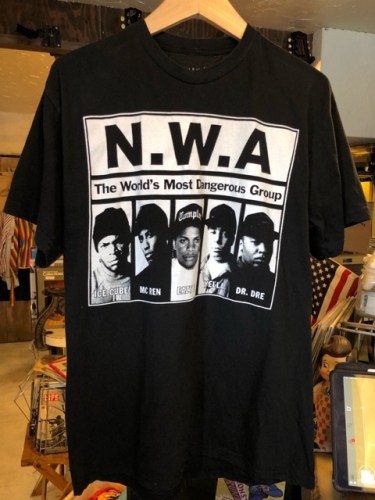 N.W.A
The World's Most Dangerous Group
Compton
ICE CUBE MC REN EAZY-E YELLA DR. DRE